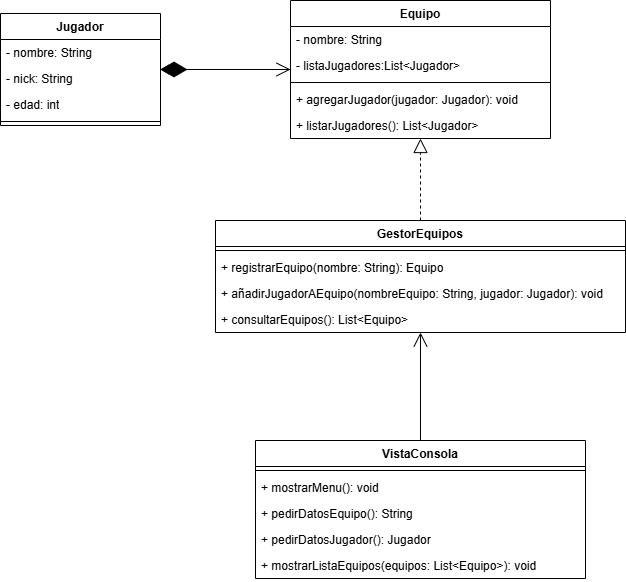 Jugador
- nombre: String
- nick: String
- edad: int
Equipo
- nombre: String
- listaJugadores:List<Jugador>
+ agregarJugador(jugador: Jugador): void
+ listarJugadores(): List<Jugador>
GestorEquipos
+ registrarEquipo(nombre: String): Equipo
+ añadirJugadorAEquipo(nombreEquipo: String, jugador: Jugador): void
+ consultarEquipos(): List<Equipo>
VistaConsola
+ mostrarMenu(): void
+ pedirDatosEquipo(): String
+ pedirDatosJugador(): Jugador
+ mostrarListaEquipos(equipos: List<Equipo>): void